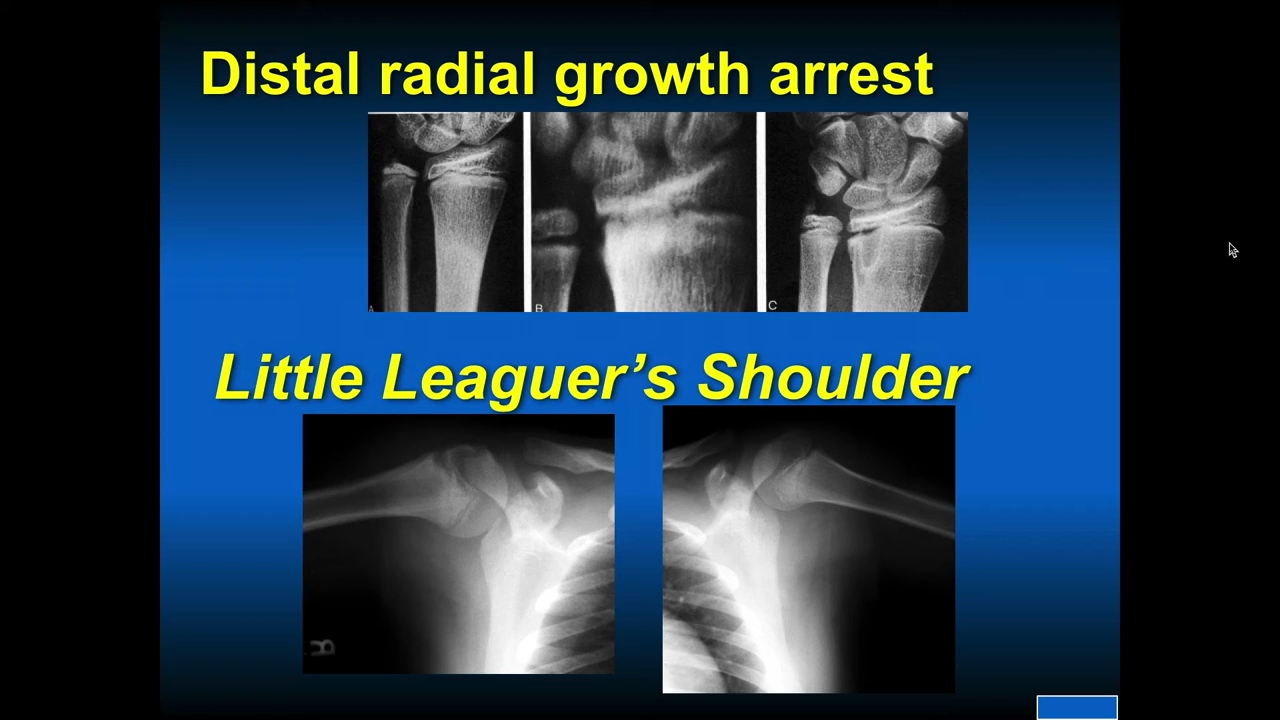 Distal radial growth arrest
A
B
C
Little Leaguer’s Shoulder
R